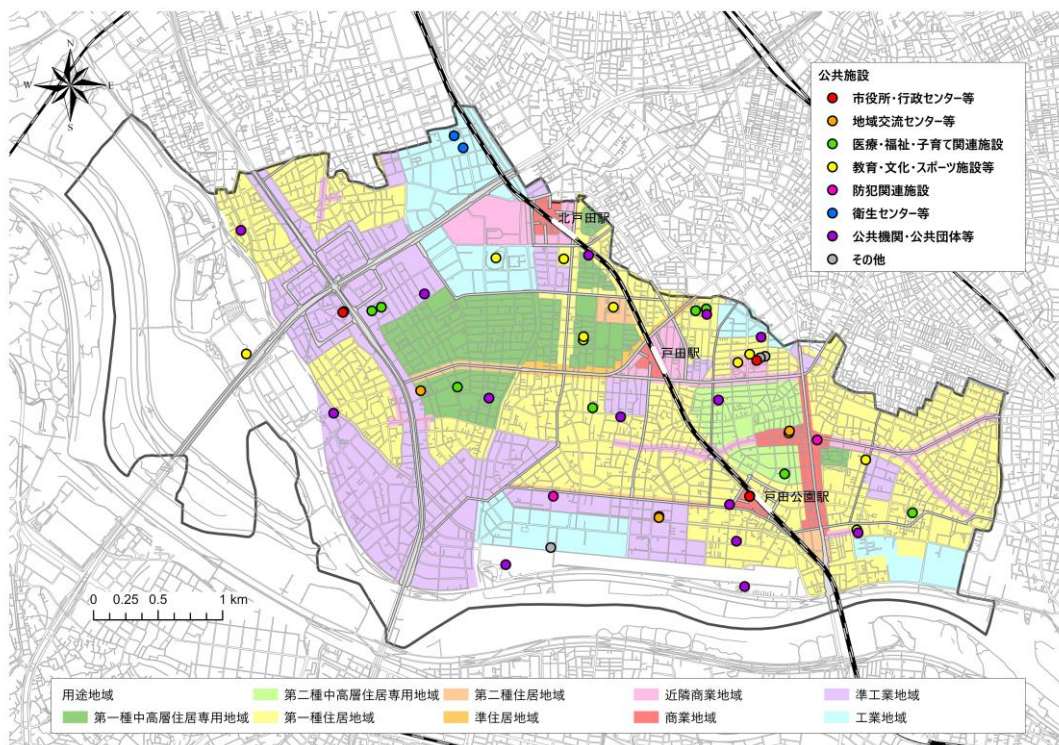 N
W
E
S
公共施設
市役所・行政センター等
地域交流センター等
医療・福祉・子育て関連施設
教育・文化・スポーツ施設等
防犯関連施設
衛生センター等
公共機関・公共団体等
その他
北戸田駅
戸田駅
戸田公園駅
0 0.25 0.5 1 km
用途地域
第二種中高層住居専用地域
第二種住居地域
近隣商業地域
準工業地域
第一種中高層住居専用地域
第一種住居地域
準住居地域
商業地域
工業地域